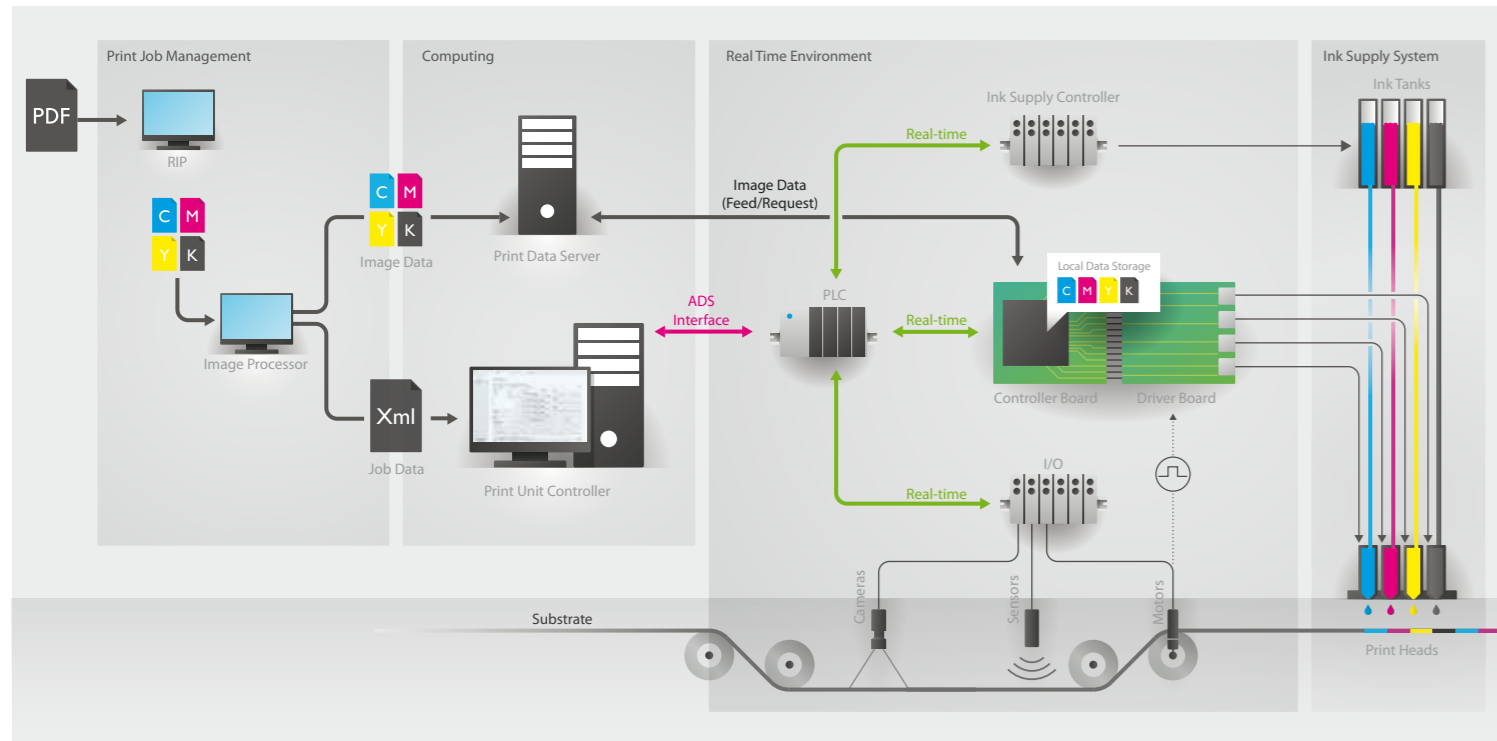 Print Job Management
Computing
Real Time Environment
Ink Supply System
PDF
RIP
C M
Y K
Image Processor
C M
Y K
Image Data
Xml
Job Data
Print Data Server
Print Unit Controller
Image Data
(Feed/Request)
ADS
Interface
PLC
Real-time
Real-time
Real-time
Ink Supply Controller
Local Data Storage
C M Y K
Controller Board
Driver Board
I/O
Cameras
Sensors
Motors
Substrate
Ink Tanks
Print Heads